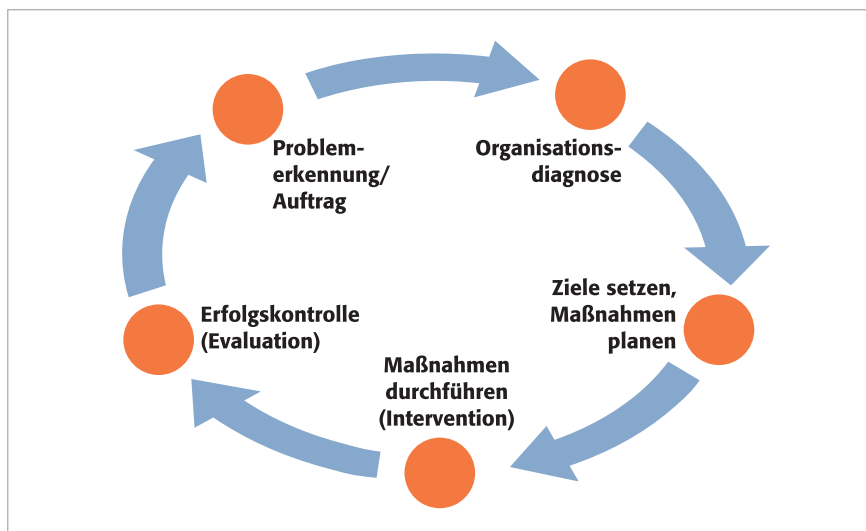 Problem-
erkennung/
Auftrag
Organisations-
diagnose
Ziele setzen,
Maßnahmen
planen
Maßnahmen
durchführen
(Intervention)
Erfolgskontrolle
(Evaluation)